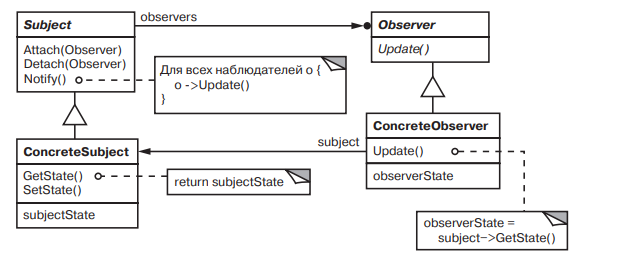 Subject
observers
Observer
Attach(Observer)
Detach(Observer)
Notify()
Update()
Для всех наблюдателей o {
o ->Update()
}
ConcreteSubject
subject
ConcreteObserver
GetState()
SetState()
return subjectState
Update()
subjectState
observerState
observerState =
subject->GetState()